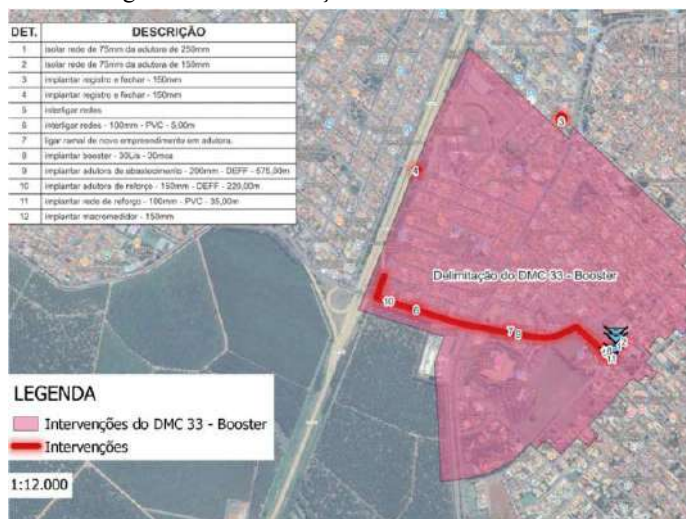 DET. DESCRIÇÃO
1 isolar rede de 75mm da adutora de 250mm
2 isolar rede de 75mm da adutora de 150mm
3 implantar registro e fechar - 150mm
4 implantar registro e fechar - 150mm
5 interligar redes
6 interligar redes - 100mm - PVC - 5,00m
7 ligar ramal do novo empreendimento em adutora.
8 implantar booster - 30L/s - 30mca
9 implantar adutora de abastecimento - 200mm - DEFF - 575,00m
10 implantar adutora de reforço - 150mm - DEFF - 220,00m
11 implantar rede de reforço - 100mm - PVC - 35,00m
12 implantar macromedidor - 150mm
3
4
Delimitação do DMC 33 - Booster
10
6
7
12
11
LEGENDA
Intervenções do DMC 33 - Booster
Intervenções
1:12.000